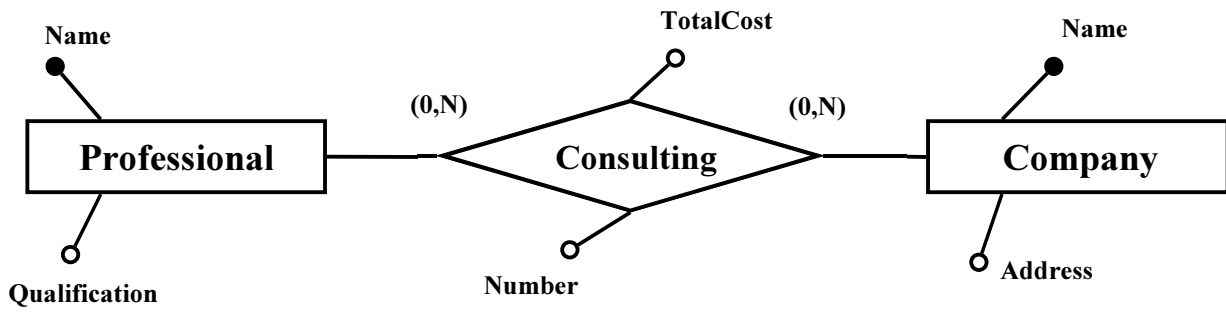 Name
TotalCost
Name
(0,N)
(0,N)
Professional
Consulting
Company
Qualification
Number
Address